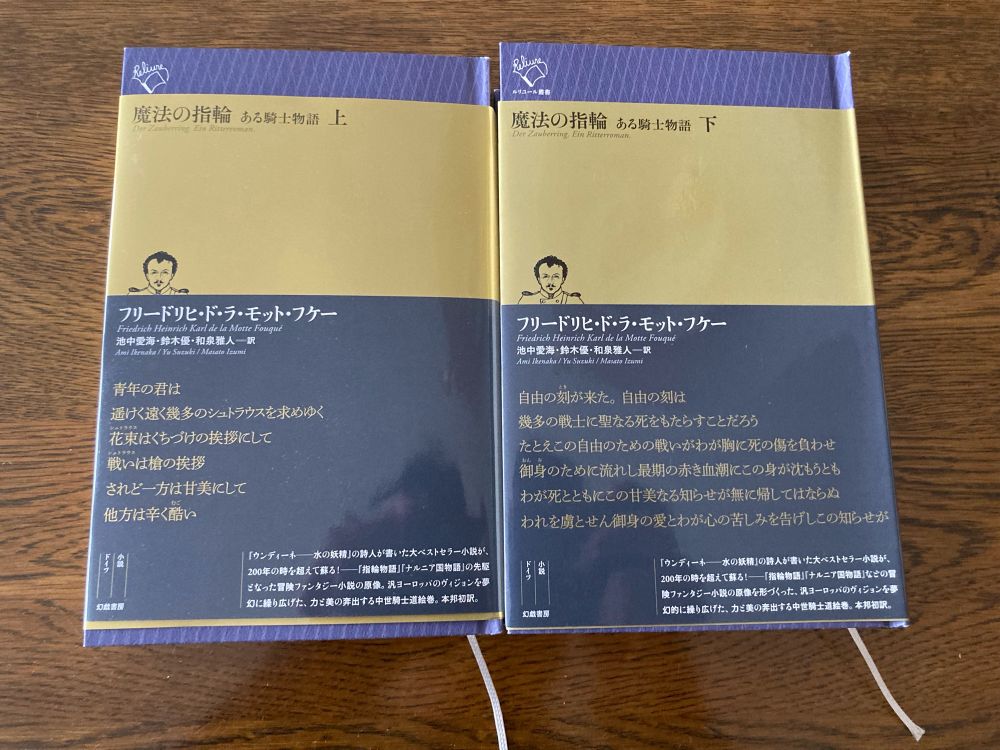 Reliure
魔法の指輪 ある騎士物語 上
Der Zauberring. Ein Ritterroman.
フリードリヒ・ド・ラ・モット・フケー
Friedrich Heinrich Karl de la Motte Fouqué
池中愛海・鈴木優・和泉雅人―訳
Ami Ikenaka / Yu Suzuki / Masato Izumi
青年の君は
遥けく遠く幾多のシュトラウスを求めゆく
シュトラウス
花束はくちづけの挨拶にして
シュトラウス
戦いは槍の挨拶
されど一方は甘美にして
むご
他方は辛く酷い
小説
ドイツ
幻戯書房
「ウンディーネ――水の妖精」の詩人が書いた大ベストセラー小説が、
200年の時を超えて蘇る!――「指輪物語」「ナルニア国物語」の先駆
となった冒険ファンタジー小説の原像。汎ヨーロッパのヴィジョンを夢
幻に繰り広げた、力と美の奔出する中世騎士道絵巻。本邦初訳。
Reliure
ルリユール叢書
魔法の指輪 ある騎士物語 下
Der Zauberring. Ein Ritterroman.
フリードリヒ・ド・ラ・モット・フケー
Friedrich Heinrich Karl de la Motte Fouqué
池中愛海・鈴木優・和泉雅人―訳
Ami Ikenaka / Yu Suzuki / Masato Izumi
とき
自由の刻が来た。自由の刻は
幾多の戦士に聖なる死をもたらすことだろう
たとえこの自由のための戦いがわが胸に死の傷を負わせ
おんみ
御身のために流れし最期の赤き血潮にこの身が沈もうとも
わが死とともにこの甘美なる知らせが無に帰してはならぬ
われを虜とせん御身の愛とわが心の苦しみを告げしこの知らせが
小説
ドイツ
幻戯書房
「ウンディーネ――水の妖精」の詩人が書いた大ベストセラー小説が、
200年の時を超えて蘇る!――「指輪物語」「ナルニア国物語」などの冒
険ファンタジー小説の原像を形づくった、汎ヨーロッパのヴィジョンを夢
幻的に繰り広げた、力と美の奔出する中世騎士道絵巻。本邦初訳。